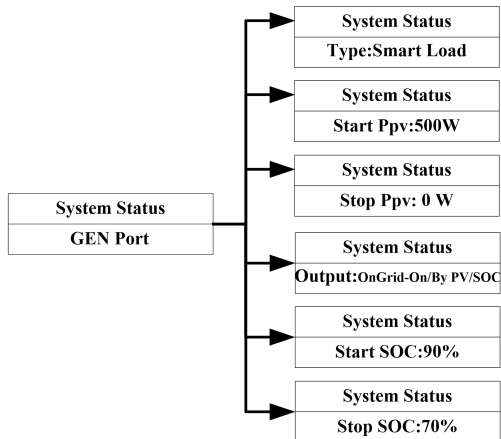 System Status
Type:Smart Load
System Status
Start Ppv:500W
System Status
Stop Ppv: 0 W
System Status
GEN Port
System Status
Output:OnGrid-On/By PV/SOC
System Status
Start SOC:90%
System Status
Stop SOC:70%